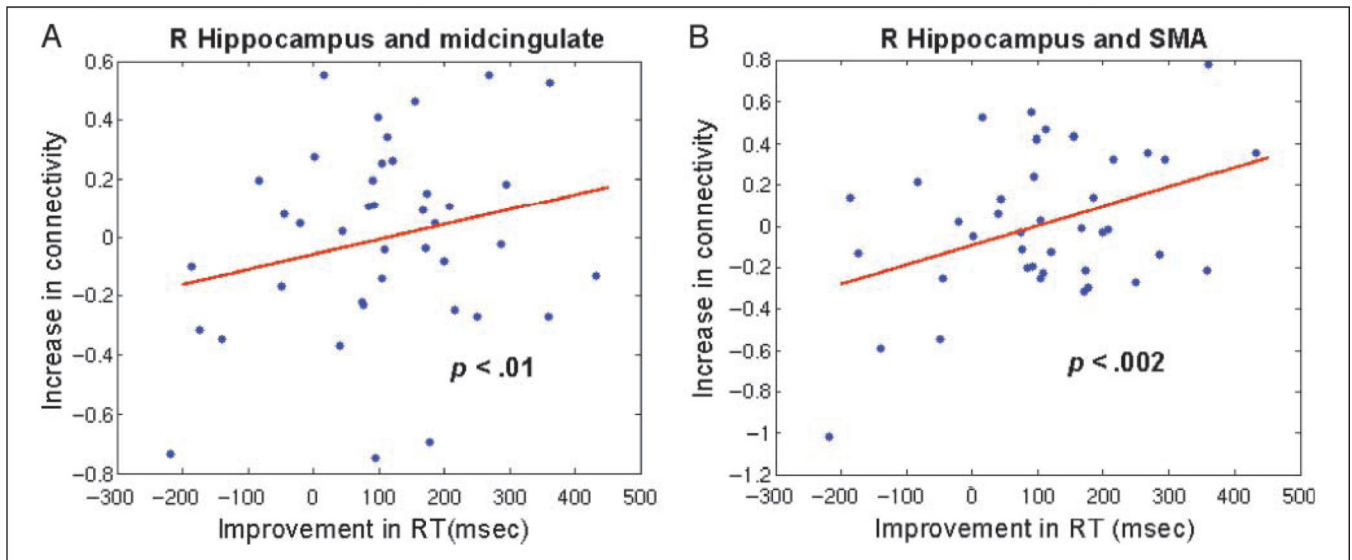 A
R Hippocampus and midcingulate
0.6
0.4
0.2
0
−0.2
−0.4
−0.6
−0.8
Increase in connectivity
p < .01
−300 −200 −100 0 100 200 300 400 500
Improvement in RT(msec)
B
R Hippocampus and SMA
0.8
0.6
0.4
0.2
0
−0.2
−0.4
−0.6
−0.8
−1
−1.2
Increase in connectivity
p < .002
−300 −200 −100 0 100 200 300 400 500
Improvement in RT (msec)